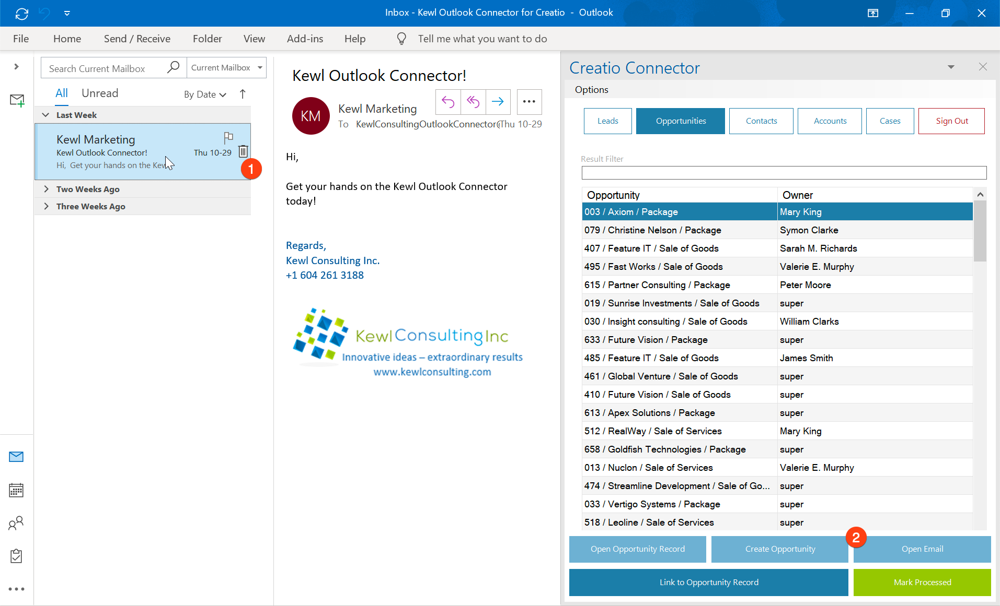 Inbox - Kewl Outlook Connector for Creatio - Outlook
File Home Send / Receive Folder View Add-ins Help Tell me what you want to do
Search Current Mailbox Current Mailbox
All Unread By Date
Last Week
Kewl Marketing
Kewl Outlook Connector! Thu 10-29
Hi, Get your hands on the Kew
1
Two Weeks Ago
Three Weeks Ago
Kewl Outlook Connector!
KM
Kewl Marketing
To KewlConsultingOutlookConnector@ Thu 10-29
Hi,
Get your hands on the Kewl Outlook Connector
today!
Regards,
Kewl Consulting Inc.
+1 604 261 3188
KewlConsultingInc
Innovative ideas – extraordinary results
www.kewlconsulting.com
Creatio Connector
Options
Leads Opportunities Contacts Accounts Cases Sign Out
Result Filter
Opportunity Owner
003 / Axiom / Package Mary King
079 / Christine Nelson / Package Symon Clarke
407 / Feature IT / Sale of Goods Sarah M. Richards
495 / Fast Works / Sale of Goods Valerie E. Murphy
615 / Partner Consulting / Package Peter Moore
019 / Sunrise Investments / Sale of Goods super
030 / Insight consulting / Sale of Goods William Clarks
633 / Future Vision / Package super
485 / Feature IT / Sale of Goods James Smith
461 / Global Venture / Sale of Goods super
410 / Future Vision / Sale of Goods super
613 / Apex Solutions / Package super
512 / RealWay / Sale of Services Mary King
658 / Goldfish Technologies / Package super
013 / Nuclon / Sale of Services Valerie E. Murphy
474 / Streamline Development / Sale of Go... super
033 / Vertigo Systems / Package super
518 / Leoline / Sale of Services super
2
Open Opportunity Record Create Opportunity Open Email
Link to Opportunity Record Mark Processed